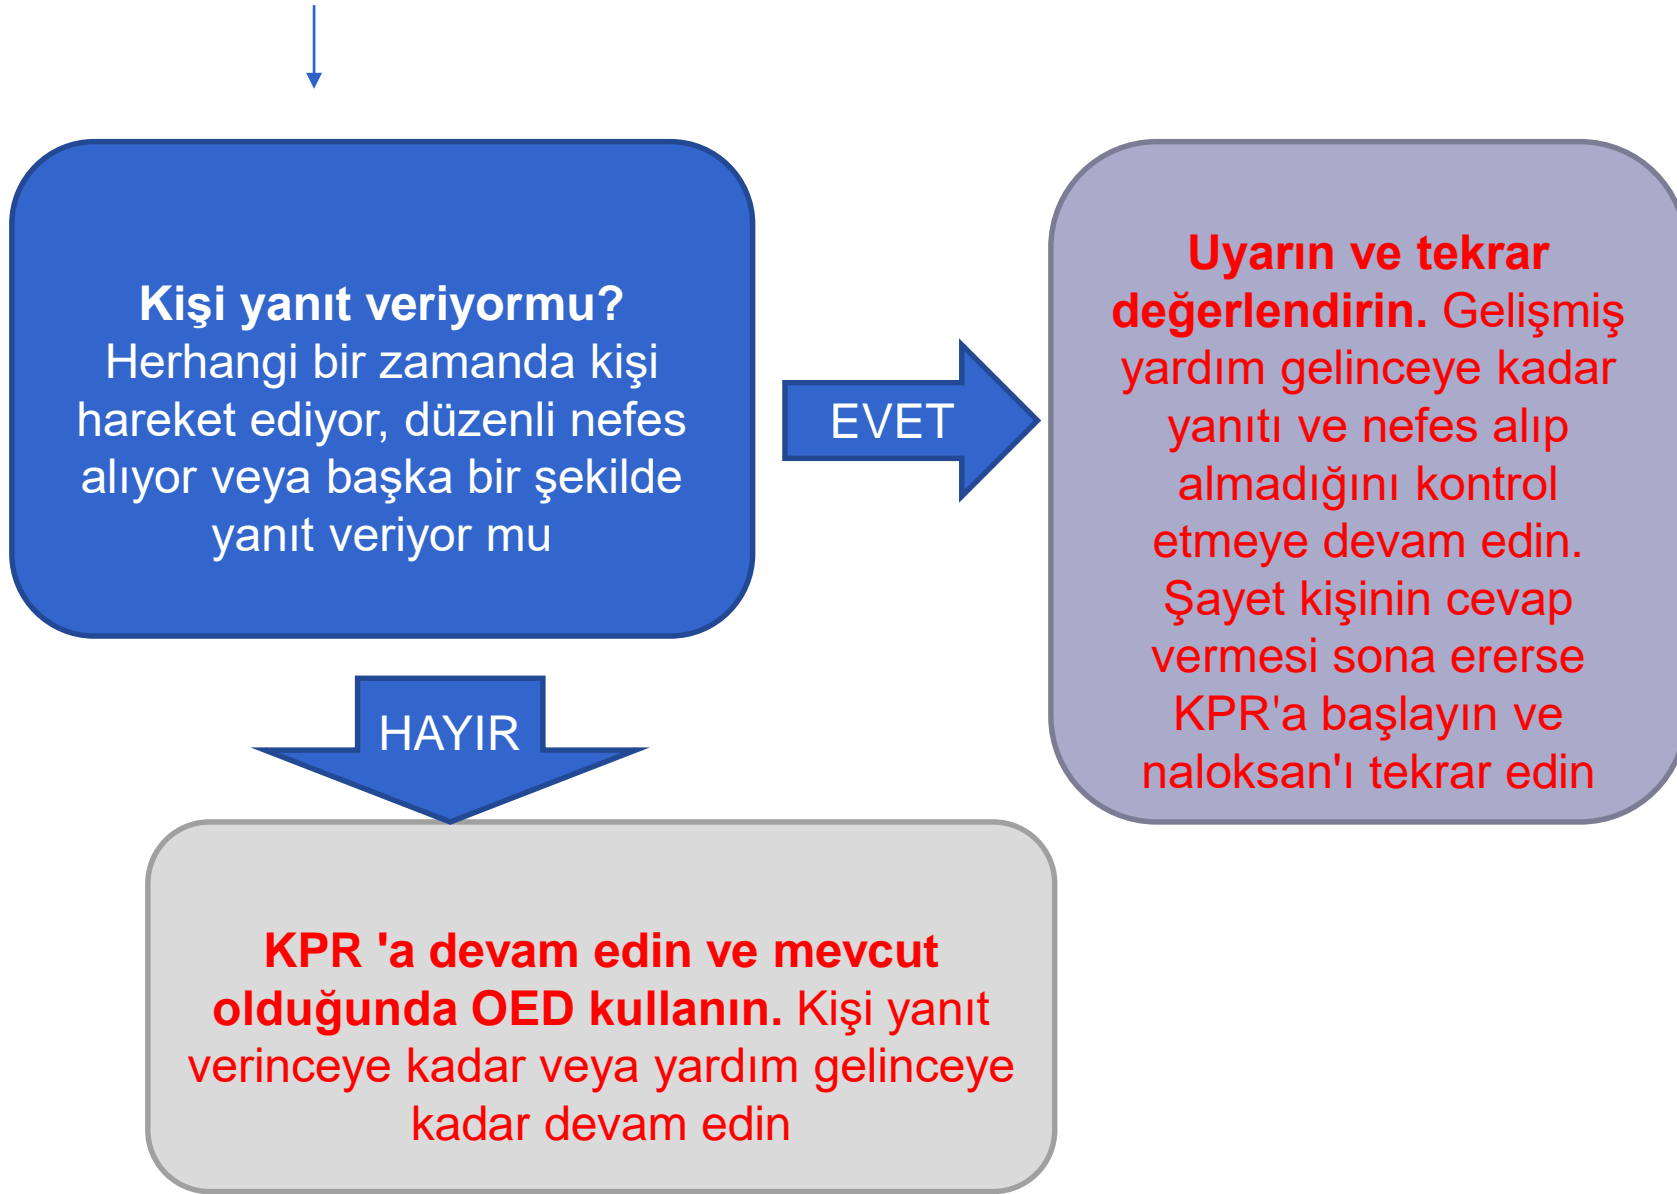 Kişi yanıt veriyormu?
Herhangi bir zamanda kişi
hareket ediyor, düzenli nefes
alıyor veya başka bir şekilde
yanıt veriyor mu
EVET
Uyarın ve tekrar
değerlendirin. Gelişmiş
yardım gelinceye kadar
yanıtı ve nefes alıp
almadığını kontrol
etmeye devam edin.
Şayet kişinin cevap
vermesi sona ererse
KPR'a başlayın ve
naloksan'ı tekrar edin
HAYIR
KPR 'a devam edin ve mevcut
olduğunda OED kullanın. Kişi yanıt
verinceye kadar veya yardım gelinceye
kadar devam edin